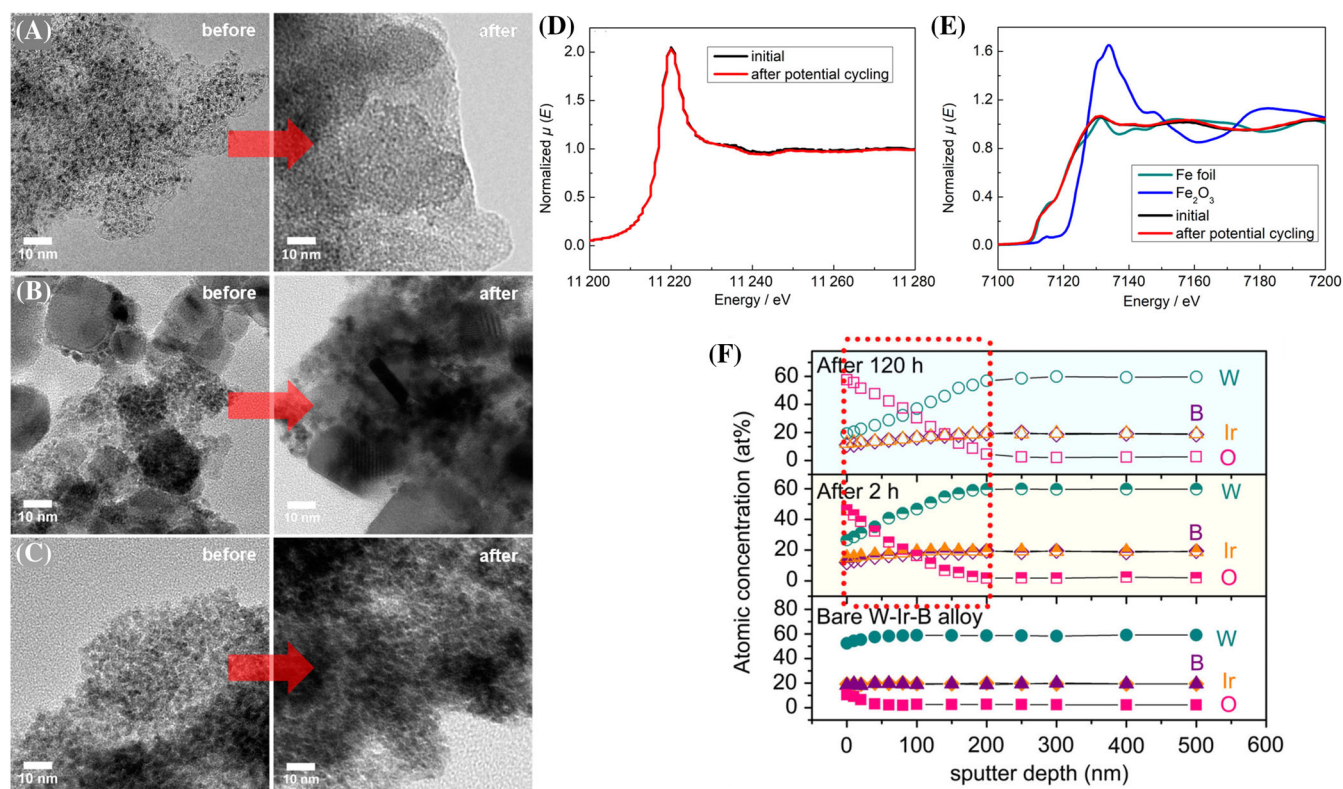 (A)
before
after
10 nm
10 nm
(B)
before
after
10 nm
10 nm
(C)
before
after
10 nm
10 nm
(D)
2.0
1.5
1.0
0.5
0.0
Normalized μ (E)
initial
after potential cycling
11 200
11 220
11 240
11 260
11 280
Energy / eV
(E)
1.6
1.2
0.8
0.4
0.0
Normalized μ (E)
Fe foil
Fe₂O₃
initial
after potential cycling
7100
7120
7140
7160
7180
7200
Energy / eV
(F)
Atomic concentration (at%)
After 120 h
60
40
20
0
W
B
Ir
O
After 2 h
60
40
20
0
W
B
Ir
O
Bare W-Ir-B alloy
80
60
40
20
0
W
B
Ir
O
0
100
200
300
400
500
600
sputter depth (nm)